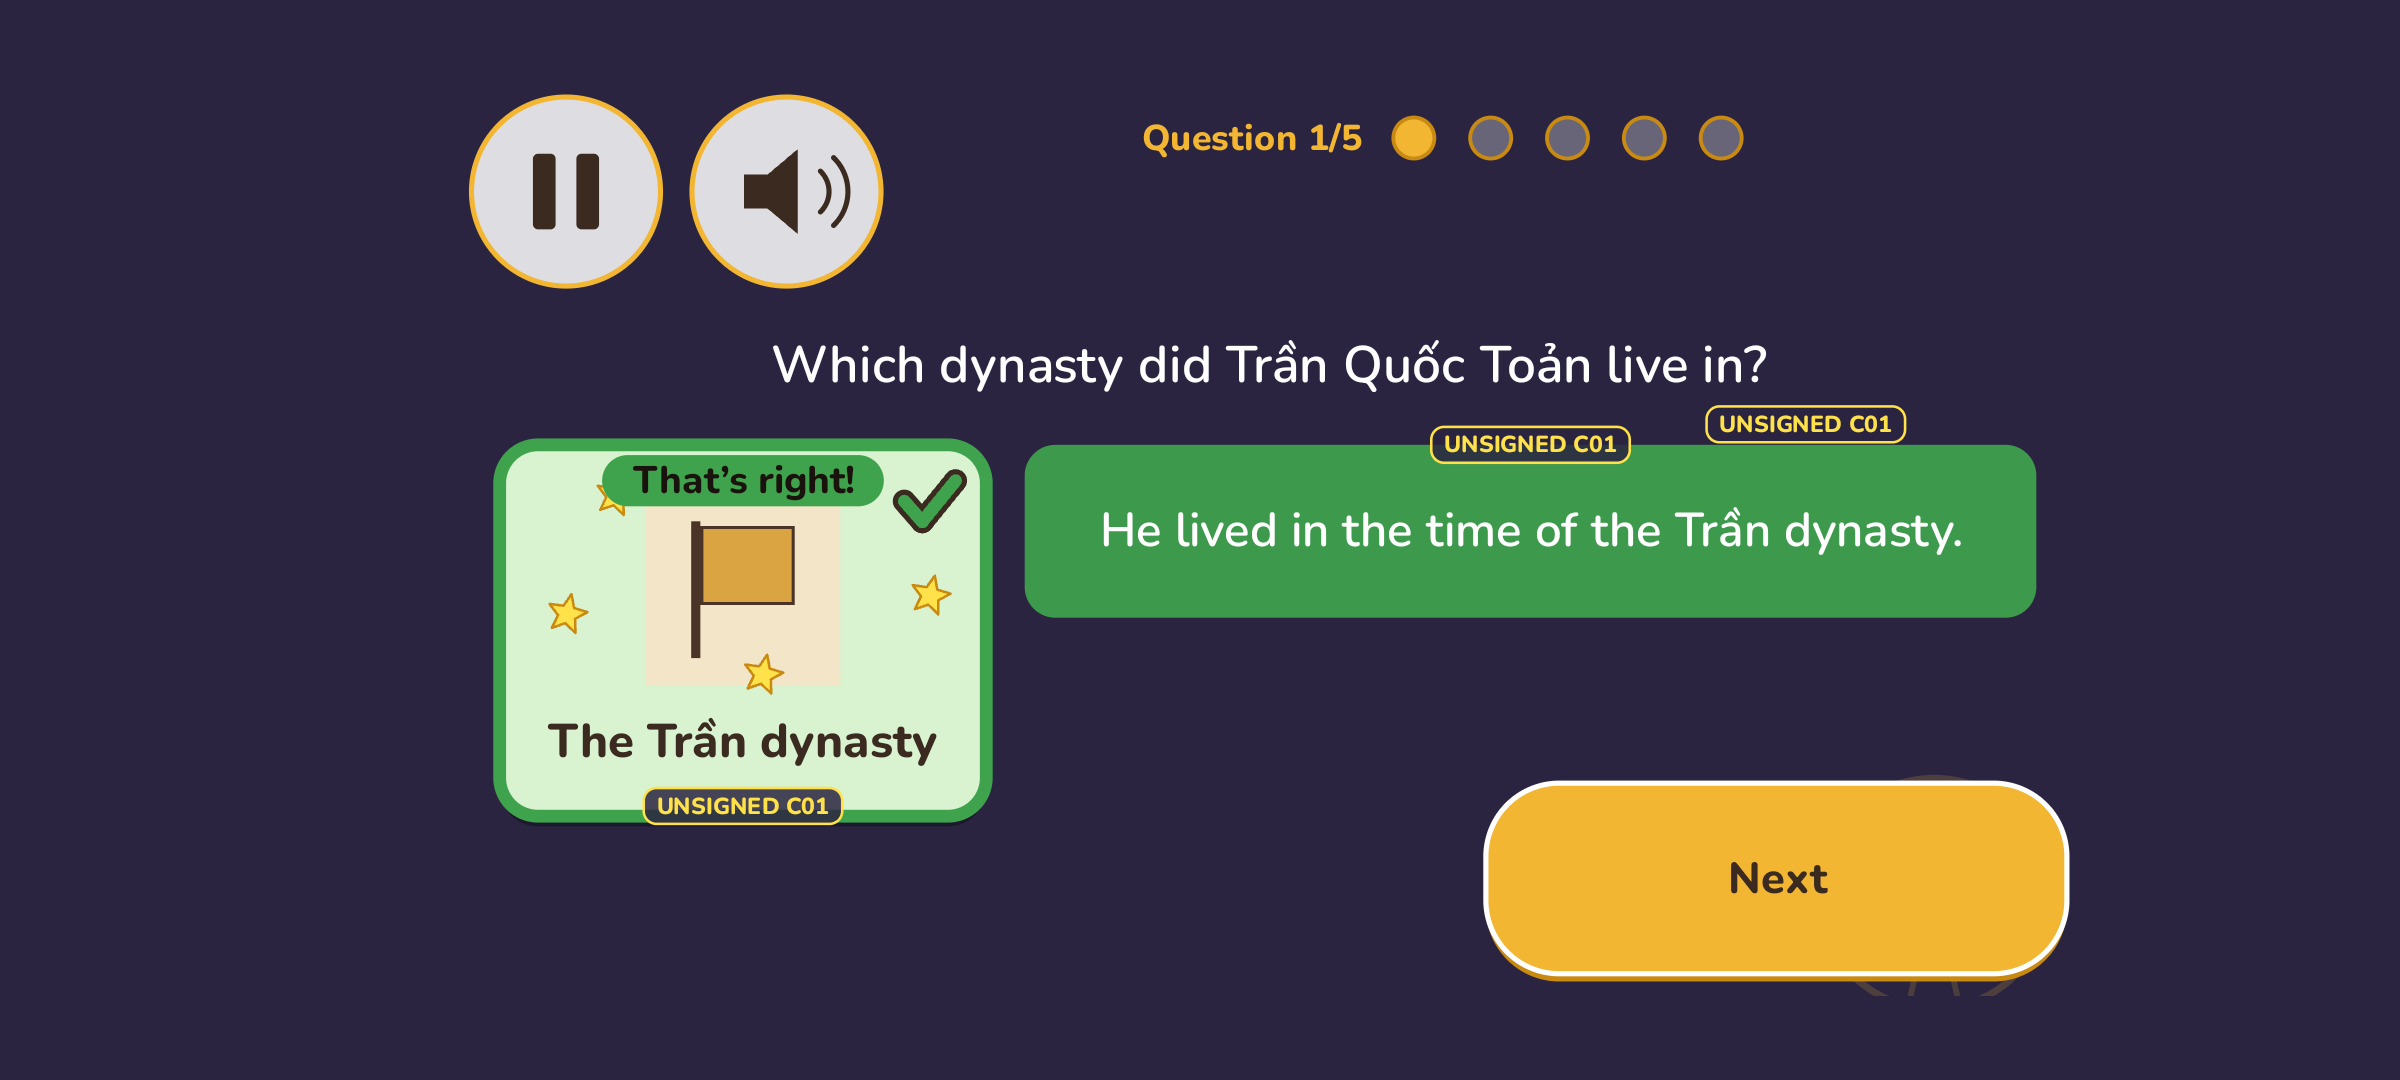 Question 1/5
Which dynasty did Trần Quốc Toản live in?
UNSIGNED C01
UNSIGNED C01
That's right!
He lived in the time of the Trần dynasty.
The Trần dynasty
UNSIGNED C01
Next